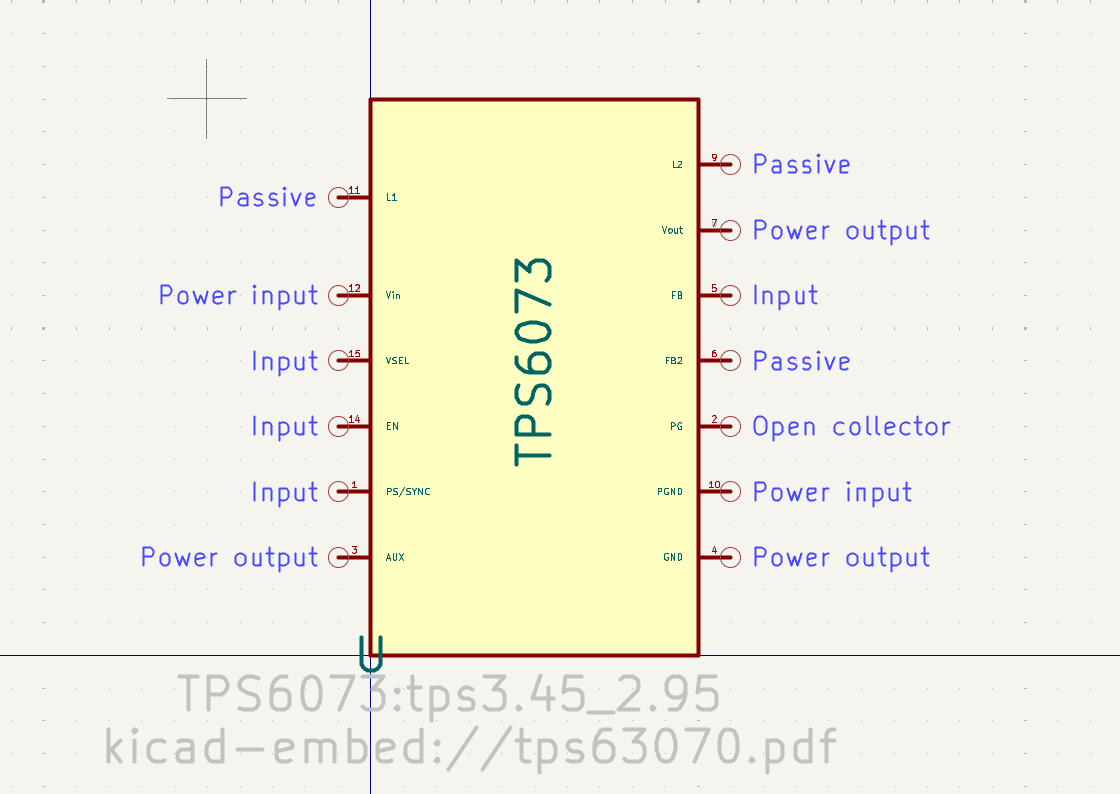 9 L2 Passive
Passive 11 L1
7 Vout Power output
Power input 12 Vin
FB 5 Input
Input 15 VSEL
FB2 6 Passive
Input 14 EN
PG 2 Open collector
Input 1 PS/SYNC
PGND 10 Power input
Power output 3 AUX
GND 4 Power output
TPS6073
U
TPS6073:tps3.45_2.95
kicad-embed://tps63070.pdf